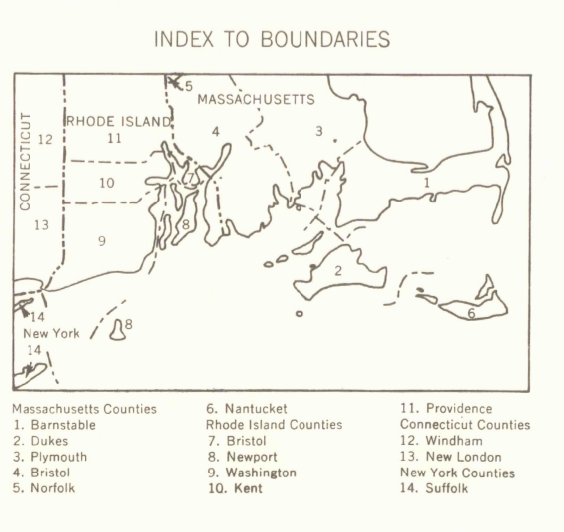 INDEX TO BOUNDARIES
5
MASSACHUSETTS
RHODE ISLAND
CONNECTICUT
12
11
4
3
10
7
1
13
9
8
2
6
14
New York
8
14
Massachusetts Counties
1. Barnstable
2. Dukes
3. Plymouth
4. Bristol
5. Norfolk
6. Nantucket
Rhode Island Counties
7. Bristol
8. Newport
9. Washington
10. Kent
11. Providence
Connecticut Counties
12. Windham
13. New London
New York Counties
14. Suffolk